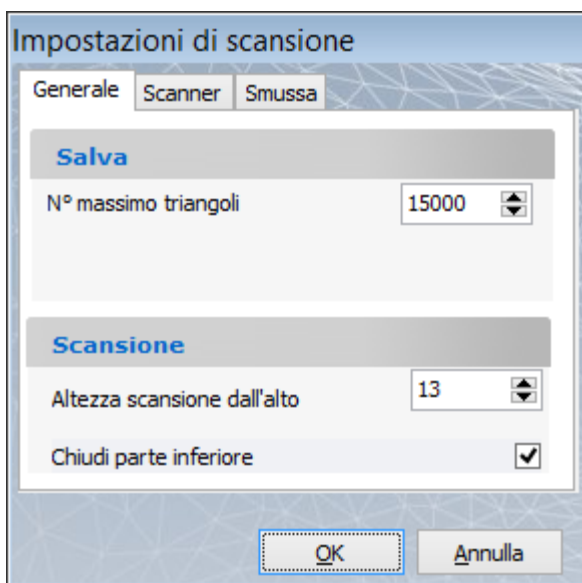 Impostazioni di scansione
Generale Scanner Smussa
Salva
N° massimo triangoli 15000
Scansione
Altezza scansione dall'alto 13
Chiudi parte inferiore
OK Annulla